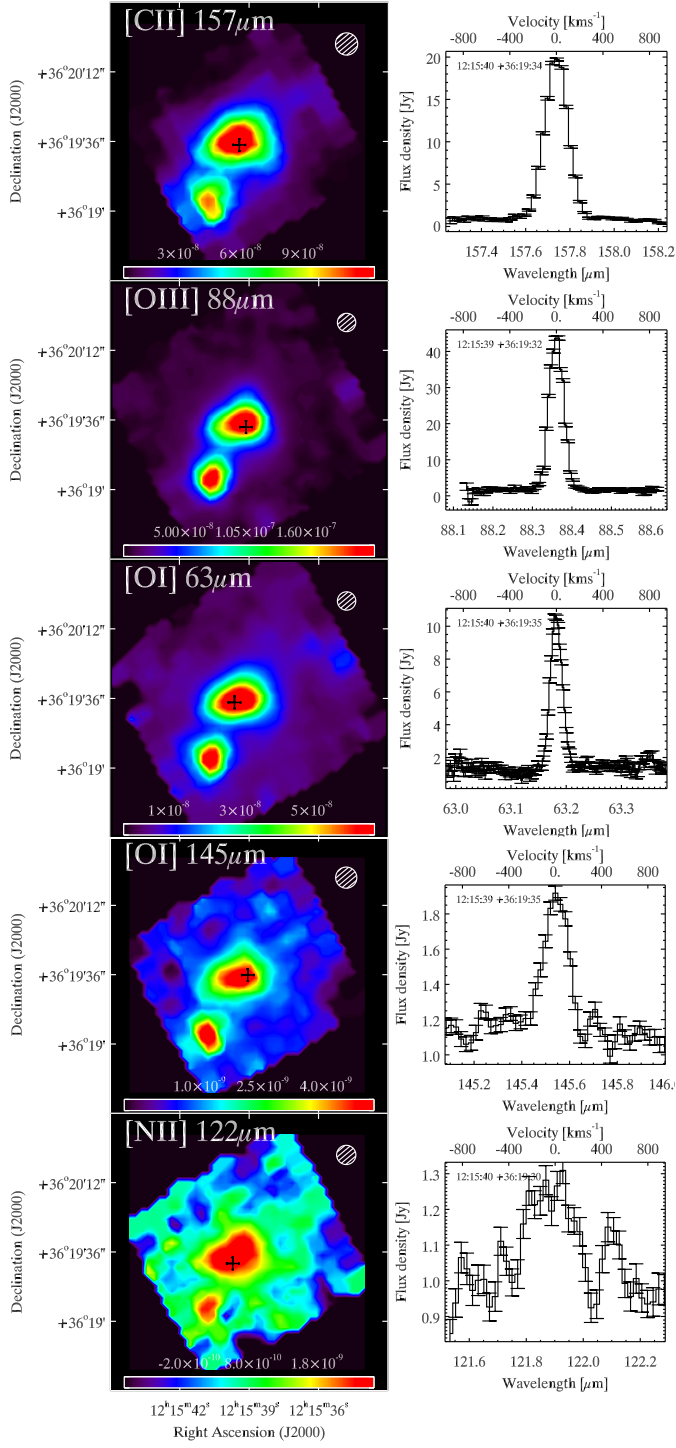 [CII] 157μm
Declination (J2000)
+36°20'12"
+36°19'36"
+36°19'
3×10⁻⁸ 6×10⁻⁸ 9×10⁻⁸
Velocity [kms⁻¹]
-800 -400 0 400 800
12:15:40 +36:19:34
Flux density [Jy]
20
15
10
5
0
157.4 157.6 157.8 158.0 158.2
Wavelength [μm]
[OIII] 88μm
Declination (J2000)
+36°20'12"
+36°19'36"
+36°19'
5.00×10⁻⁸ 1.05×10⁻⁷ 1.60×10⁻⁷
Velocity [kms⁻¹]
-800 -400 0 400 800
12:15:39 +36:19:32
Flux density [Jy]
40
30
20
10
0
88.1 88.2 88.3 88.4 88.5 88.6
Wavelength [μm]
[OI] 63μm
Declination (J2000)
+36°20'12"
+36°19'36"
+36°19'
1×10⁻⁸ 3×10⁻⁸ 5×10⁻⁸
Velocity [kms⁻¹]
-800 -400 0 400 800
12:15:40 +36:19:35
Flux density [Jy]
10
8
6
4
2
63.0 63.1 63.2 63.3
Wavelength [μm]
[OI] 145μm
Declination (J2000)
+36°20'12"
+36°19'36"
+36°19'
1.0×10⁻⁹ 2.5×10⁻⁹ 4.0×10⁻⁹
Velocity [kms⁻¹]
-800 -400 0 400 800
12:15:39 +36:19:35
Flux density [Jy]
1.8
1.6
1.4
1.2
1.0
145.2 145.4 145.6 145.8 146.
Wavelength [μm]
[NII] 122μm
Declination (J2000)
+36°20'12"
+36°19'36"
+36°19'
-2.0×10⁻¹⁰ 8.0×10⁻¹⁰ 1.8×10⁻⁹
12ʰ15ᵐ42ˢ 12ʰ15ᵐ39ˢ 12ʰ15ᵐ36ˢ
Right Ascension (J2000)
Velocity [kms⁻¹]
-800 -400 0 400 800
12:15:40 +36:19:30
Flux density [Jy]
1.3
1.2
1.1
1.0
0.9
121.6 121.8 122.0 122.2
Wavelength [μm]